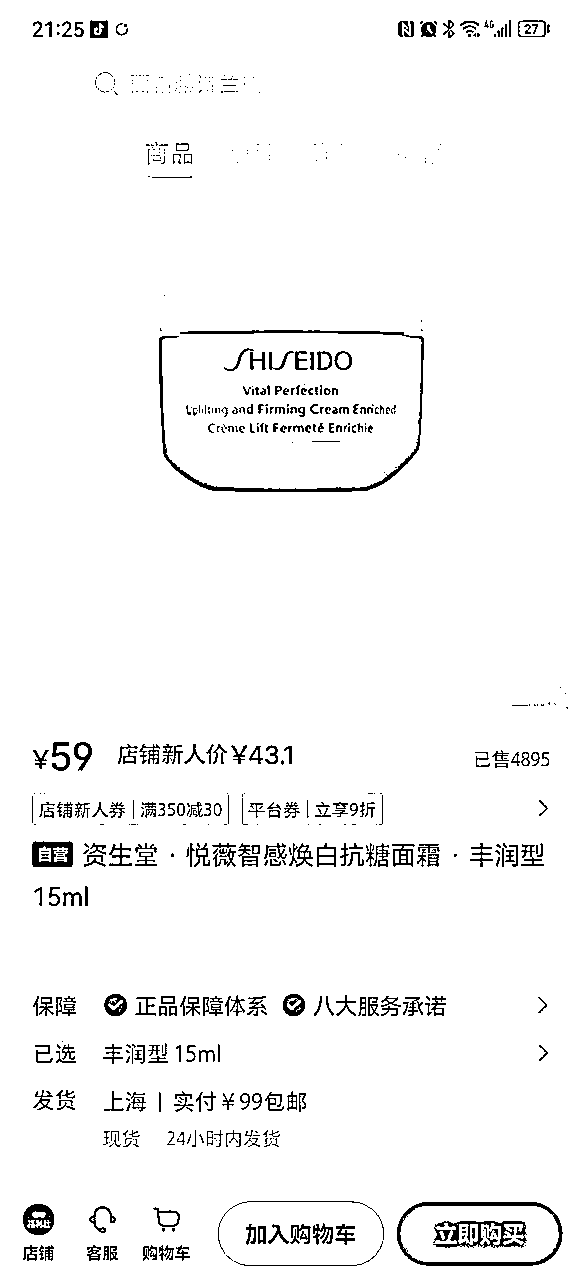 21:25 4G 27
商品
SHISEIDO
Vital Perfection
Uplifting and Firming Cream Enriched
Crème Lift Fermeté Enrichie
¥59 店铺新人价¥43.1 已售4895
店铺新人券 满350减30 平台券 立享9折
自营 资生堂·悦薇智感焕白抗糖面霜·丰润型
15ml
保障 正品保障体系 八大服务承诺
已选 丰润型 15ml
发货 上海 | 实付¥99包邮
现货 24小时内发货
店铺 客服 购物车 加入购物车 立即购买